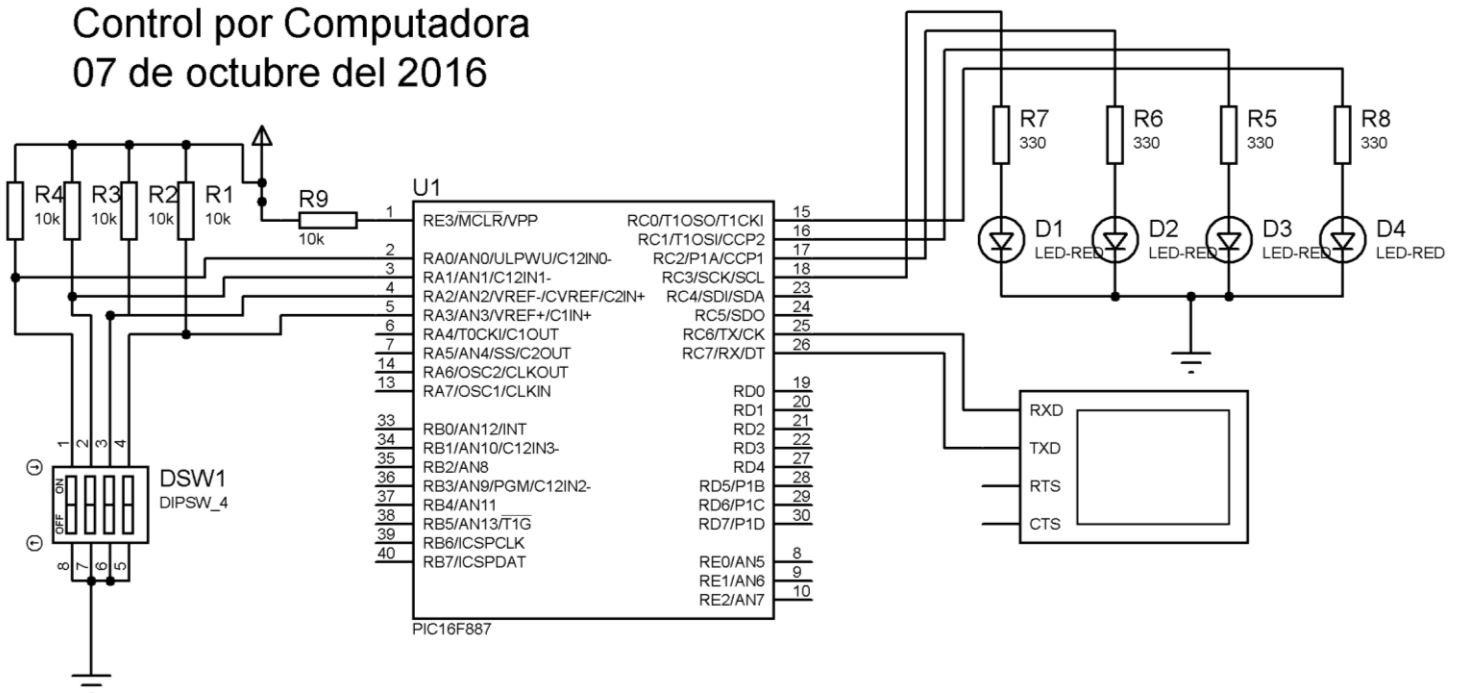 Control por Computadora
07 de octubre del 2016
R4
10k
R3
10k
R2
10k
R1
10k
R9
10k
U1
1 RE3/MCLR/VPP
2 RA0/AN0/ULPWU/C12IN0-
3 RA1/AN1/C12IN1-
4 RA2/AN2/VREF-/CVREF/C2IN+
5 RA3/AN3/VREF+/C1IN+
6 RA4/T0CKI/C1OUT
7 RA5/AN4/SS/C2OUT
14 RA6/OSC2/CLKOUT
13 RA7/OSC1/CLKIN
33 RB0/AN12/INT
34 RB1/AN10/C12IN3-
35 RB2/AN8
36 RB3/AN9/PGM/C12IN2-
37 RB4/AN11
38 RB5/AN13/T1G
39 RB6/ICSPCLK
40 RB7/ICSPDAT
RC0/T1OSO/T1CKI 15
RC1/T1OSI/CCP2 16
RC2/P1A/CCP1 17
RC3/SCK/SCL 18
RC4/SDI/SDA 23
RC5/SDO 24
RC6/TX/CK 25
RC7/RX/DT 26
RD0 19
RD1 20
RD2 21
RD3 22
RD4 27
RD5/P1B 28
RD6/P1C 29
RD7/P1D 30
RE0/AN5 8
RE1/AN6 9
RE2/AN7 10
PIC16F887
R7
330
R6
330
R5
330
R8
330
D1
LED-RED
D2
LED-RED
D3
LED-RED
D4
LED-RED
RXD
TXD
RTS
CTS
1 2 3 4
ON
OFF
8 7 6 5
DSW1
DIPSW_4